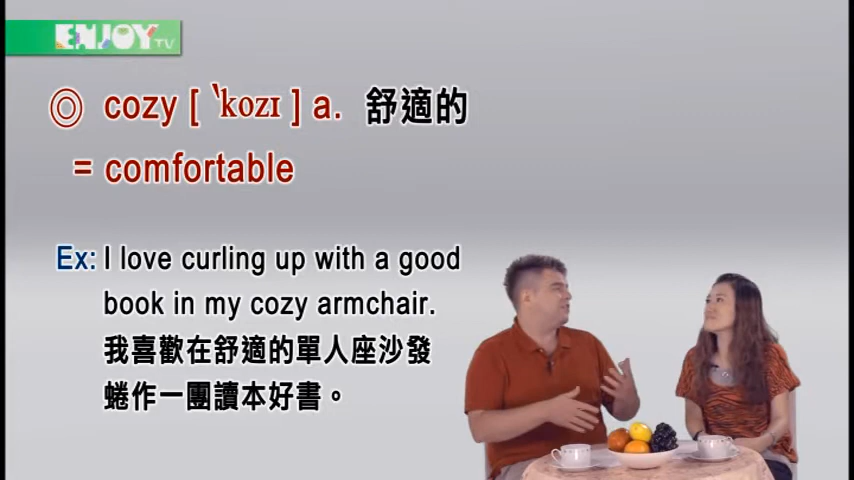 ENJOY TV
◎ cozy [ ˋkozɪ ] a. 舒適的
= comfortable
Ex: I love curling up with a good
book in my cozy armchair.
我喜歡在舒適的單人座沙發
蜷作一團讀本好書。